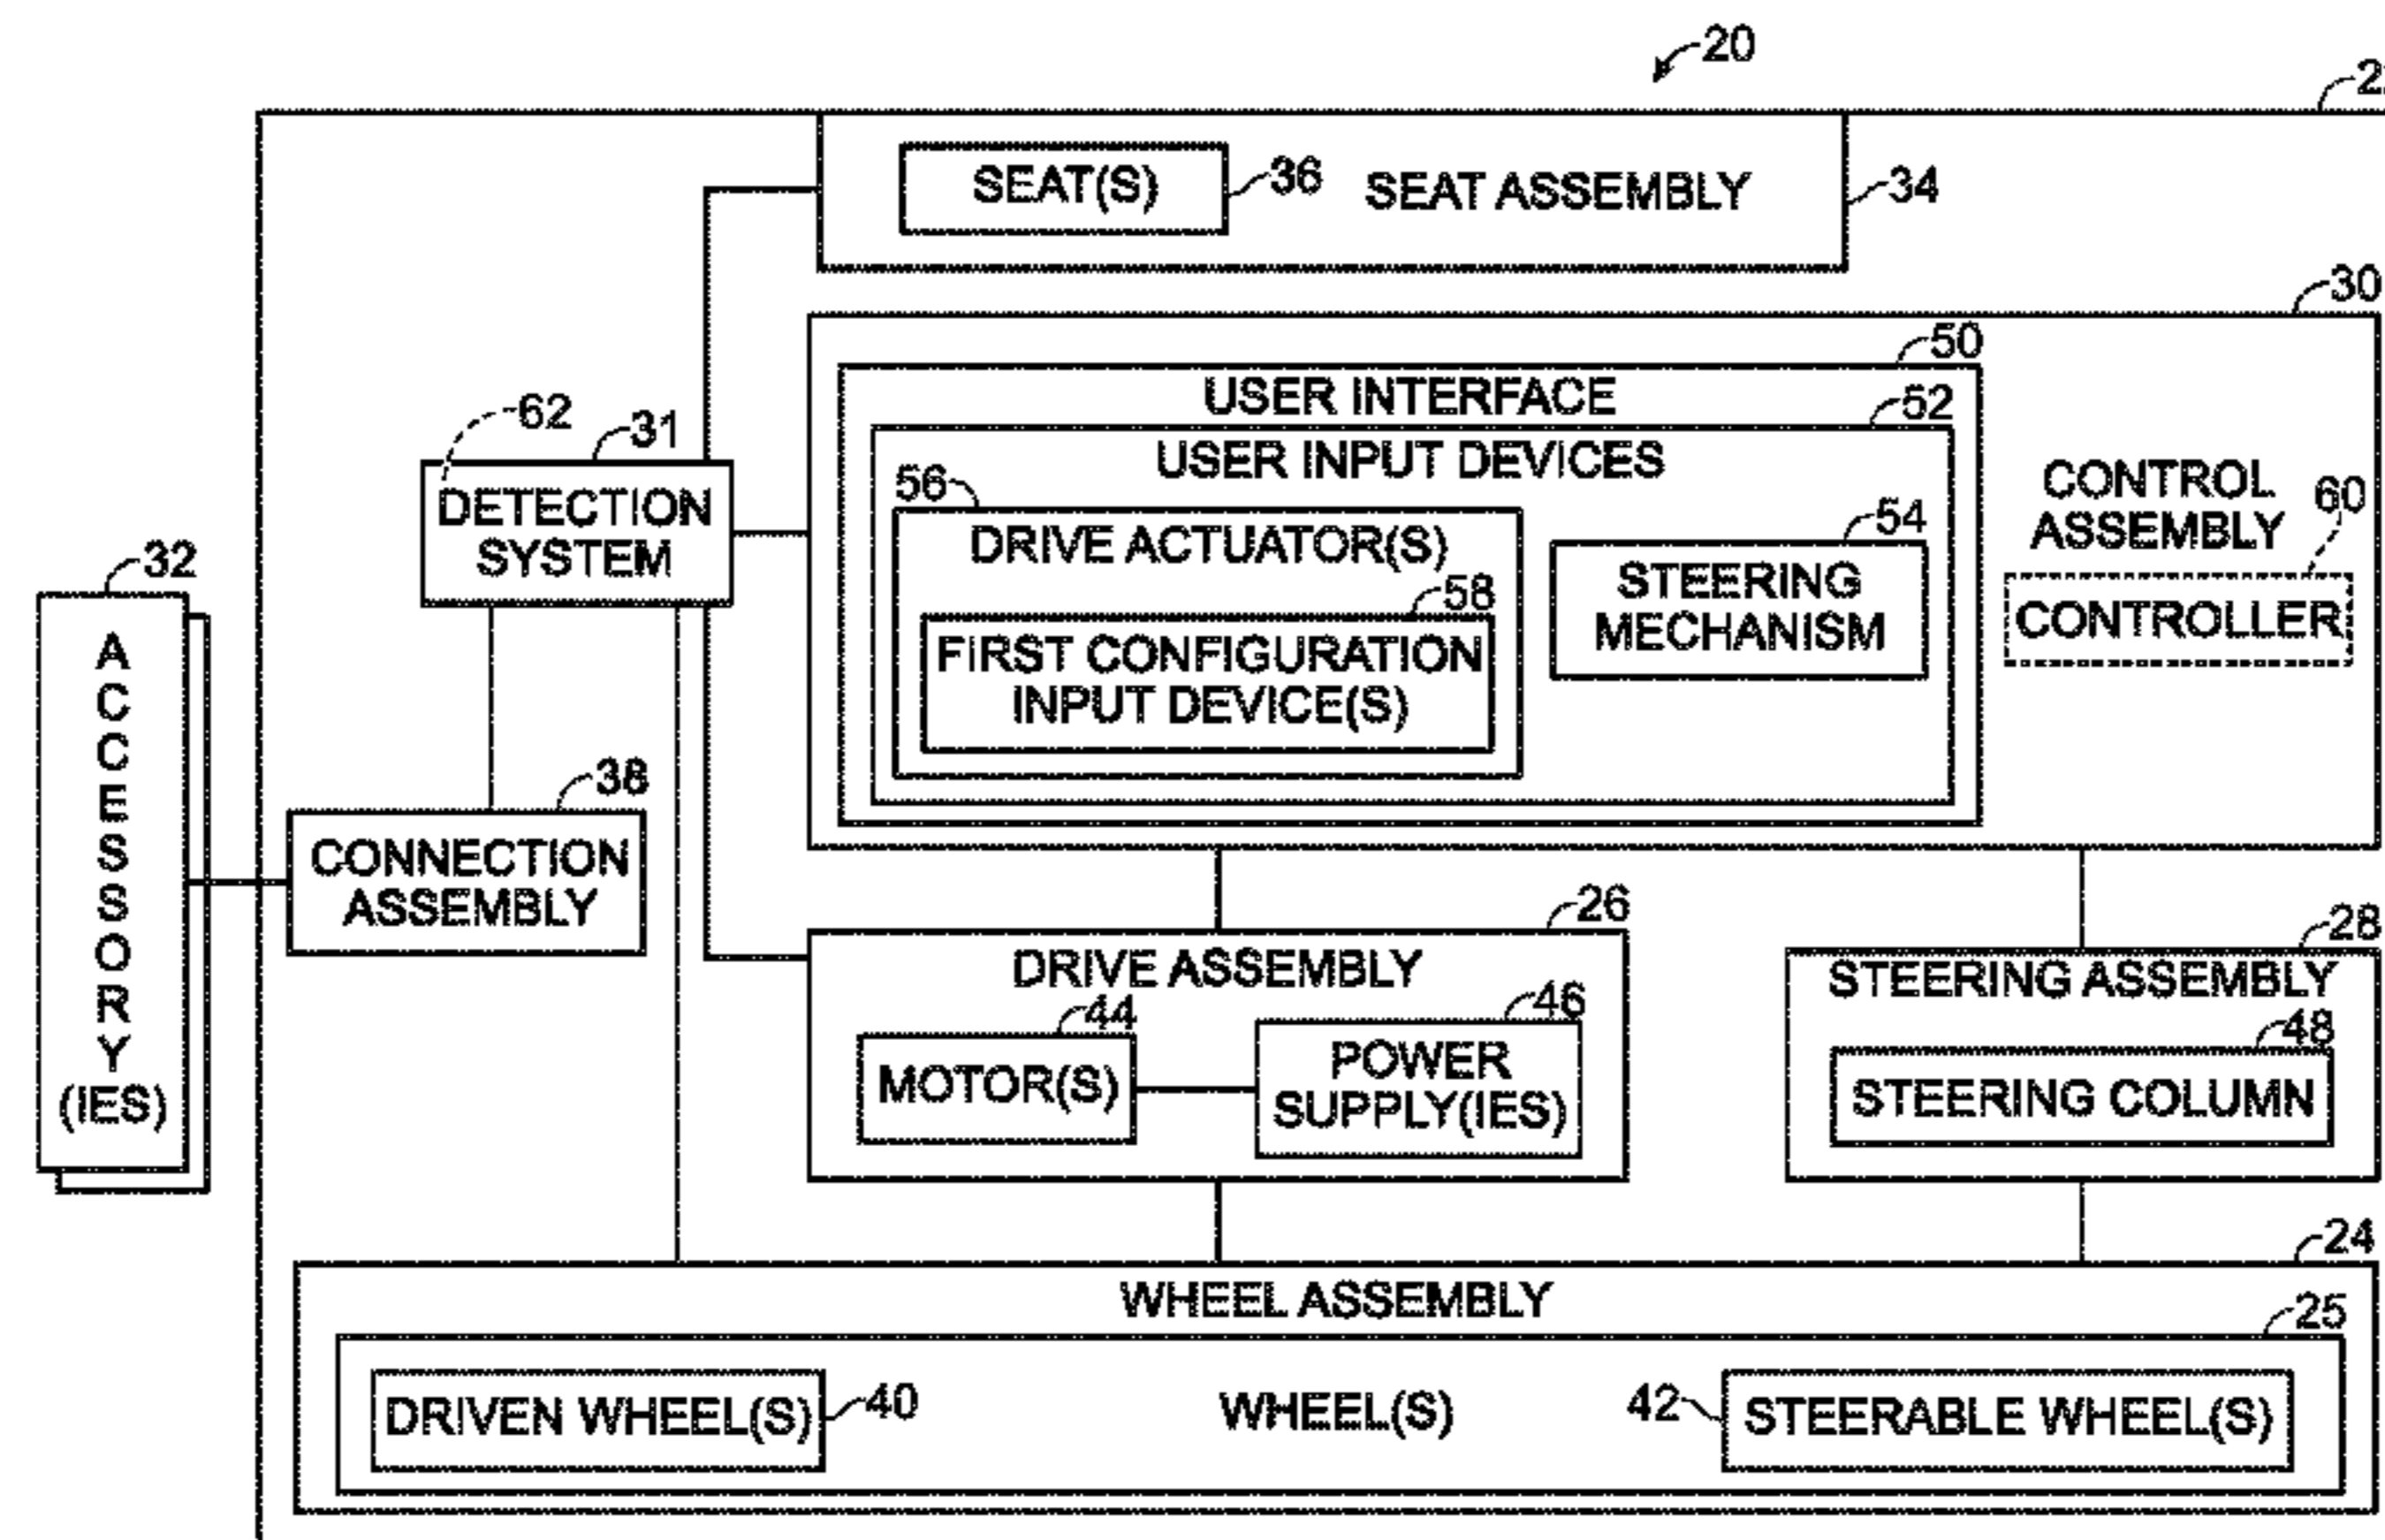 20
SEAT(S)
36
SEAT ASSEMBLY
34
30
50
USER INTERFACE
52
USER INPUT DEVICES
62
31
DETECTION
SYSTEM
56
DRIVE ACTUATOR(S)
58
FIRST CONFIGURATION
INPUT DEVICE(S)
54
STEERING
MECHANISM
CONTROL
ASSEMBLY
60
CONTROLLER
32
ACCESSORY
(IES)
38
CONNECTION
ASSEMBLY
26
DRIVE ASSEMBLY
44
MOTOR(S)
46
POWER
SUPPLY(IES)
28
STEERING ASSEMBLY
48
STEERING COLUMN
24
WHEEL ASSEMBLY
25
DRIVEN WHEEL(S)
40
WHEEL(S)
42
STEERABLE WHEEL(S)